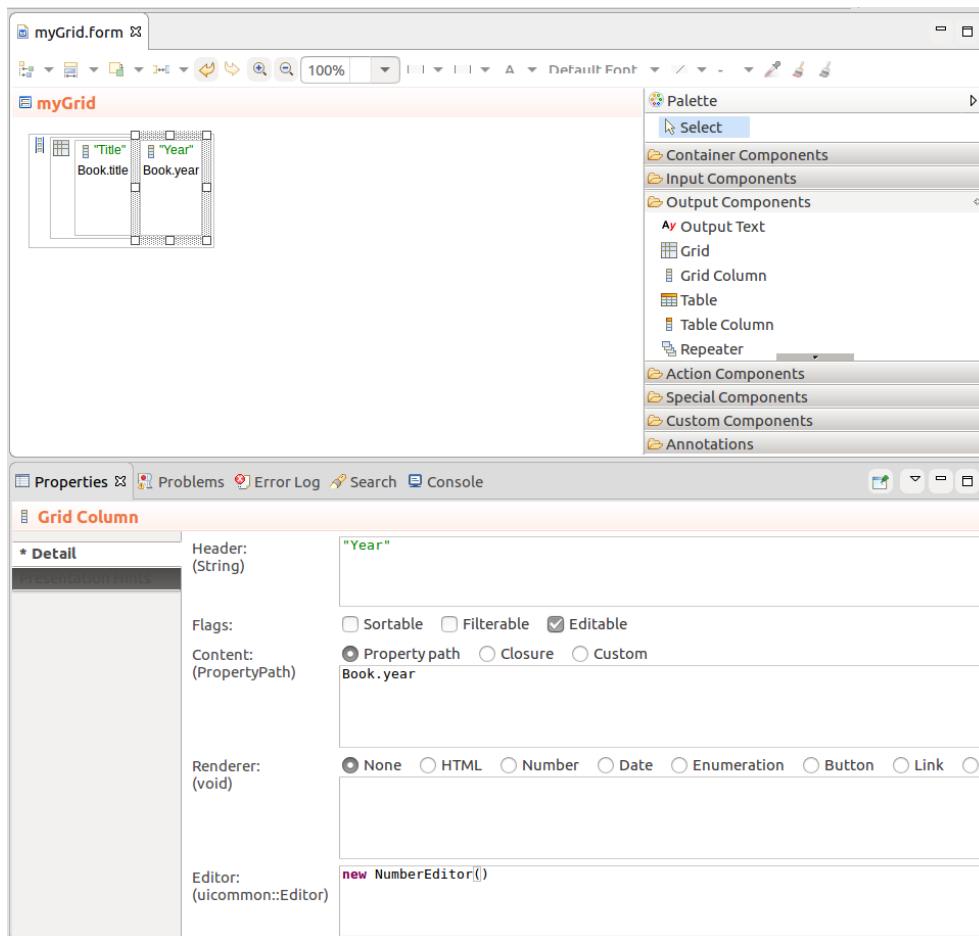 myGrid.form
100%
A Default Font
myGrid
"Title" "Year"
Book.title Book.year
Palette
Select
Container Components
Input Components
Output Components
Ay Output Text
Grid
Grid Column
Table
Table Column
Repeater
Action Components
Special Components
Custom Components
Annotations
Properties Problems Error Log Search Console
Grid Column
* Detail
Presentation Hints
Header:
(String)
"Year"
Flags: Sortable Filterable Editable
Content: Property path Closure Custom
(PropertyPath)
Book.year
Renderer: None HTML Number Date Enumeration Button Link
(void)
Editor:
(uicommon::Editor)
new NumberEditor()